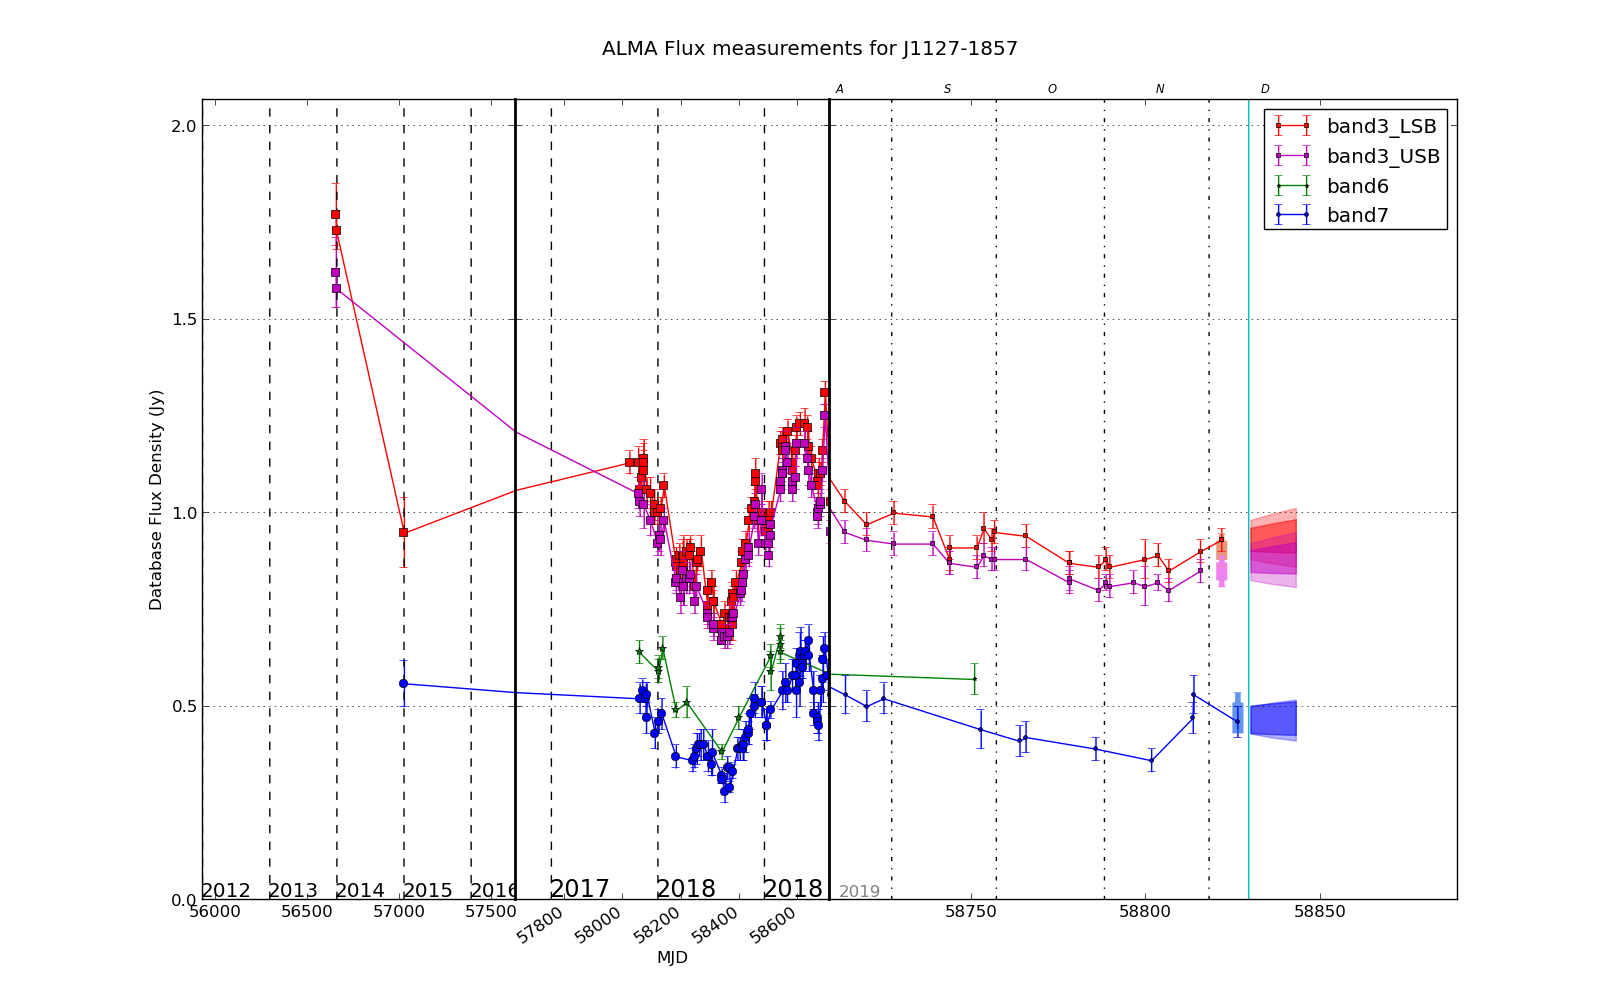 ALMA Flux measurements for J1127-1857
A S O N D
band3_LSB
band3_USB
band6
band7
2.0
1.5
1.0
0.5
0.0
Database Flux Density (Jy)
2012 2013 2014 2015 2016 2017 2018 2018 2019
56000 56500 57000 57500 57800 58000 58200 58400 58600 58750 58800 58850
MJD